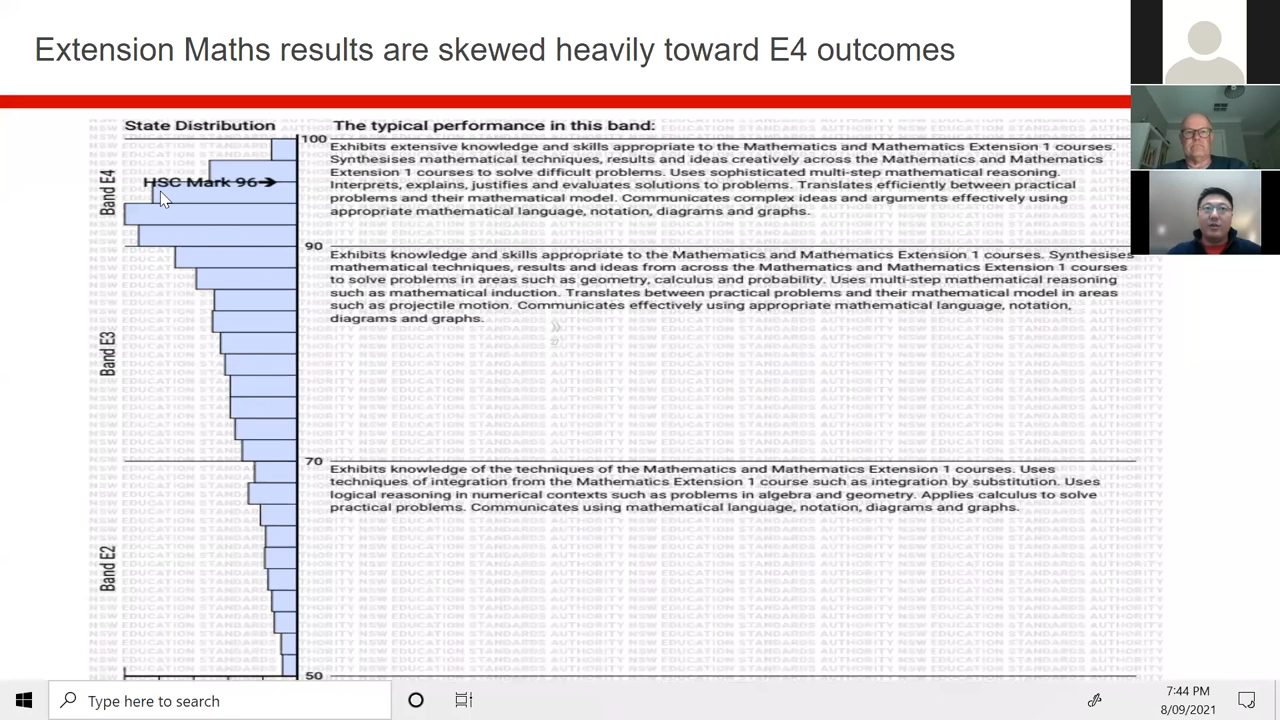 Extension Maths results are skewed heavily toward E4 outcomes
State Distribution
The typical performance in this band:
100
Exhibits extensive knowledge and skills appropriate to the Mathematics and Mathematics Extension 1 courses.
Synthesises mathematical techniques, results and ideas creatively across the Mathematics and Mathematics
Extension 1 courses to solve difficult problems. Uses sophisticated multi-step mathematical reasoning.
Interprets, explains, justifies and evaluates solutions to problems. Translates efficiently between practical
problems and their mathematical model. Communicates complex ideas and arguments effectively using
appropriate mathematical language, notation, diagrams and graphs.
Band E4
HSC Mark 96
90
Exhibits knowledge and skills appropriate to the Mathematics and Mathematics Extension 1 courses. Synthesises
mathematical techniques, results and ideas from across the Mathematics and Mathematics Extension 1 courses
to solve problems in areas such as geometry, calculus and probability. Uses multi-step mathematical reasoning
such as mathematical induction. Translates between practical problems and their mathematical model in areas
such as projectile motion. Communicates effectively using appropriate mathematical language, notation,
diagrams and graphs.
Band E3
70
Exhibits knowledge of the techniques of the Mathematics and Mathematics Extension 1 courses. Uses
techniques of integration from the Mathematics Extension 1 course such as integration by substitution. Uses
logical reasoning in numerical contexts such as problems in algebra and geometry. Applies calculus to solve
practical problems. Communicates using mathematical language, notation, diagrams and graphs.
Band E2
50
NSW EDUCATION STANDARDS AUTHORITY
Type here to search
7:44 PM
8/09/2021